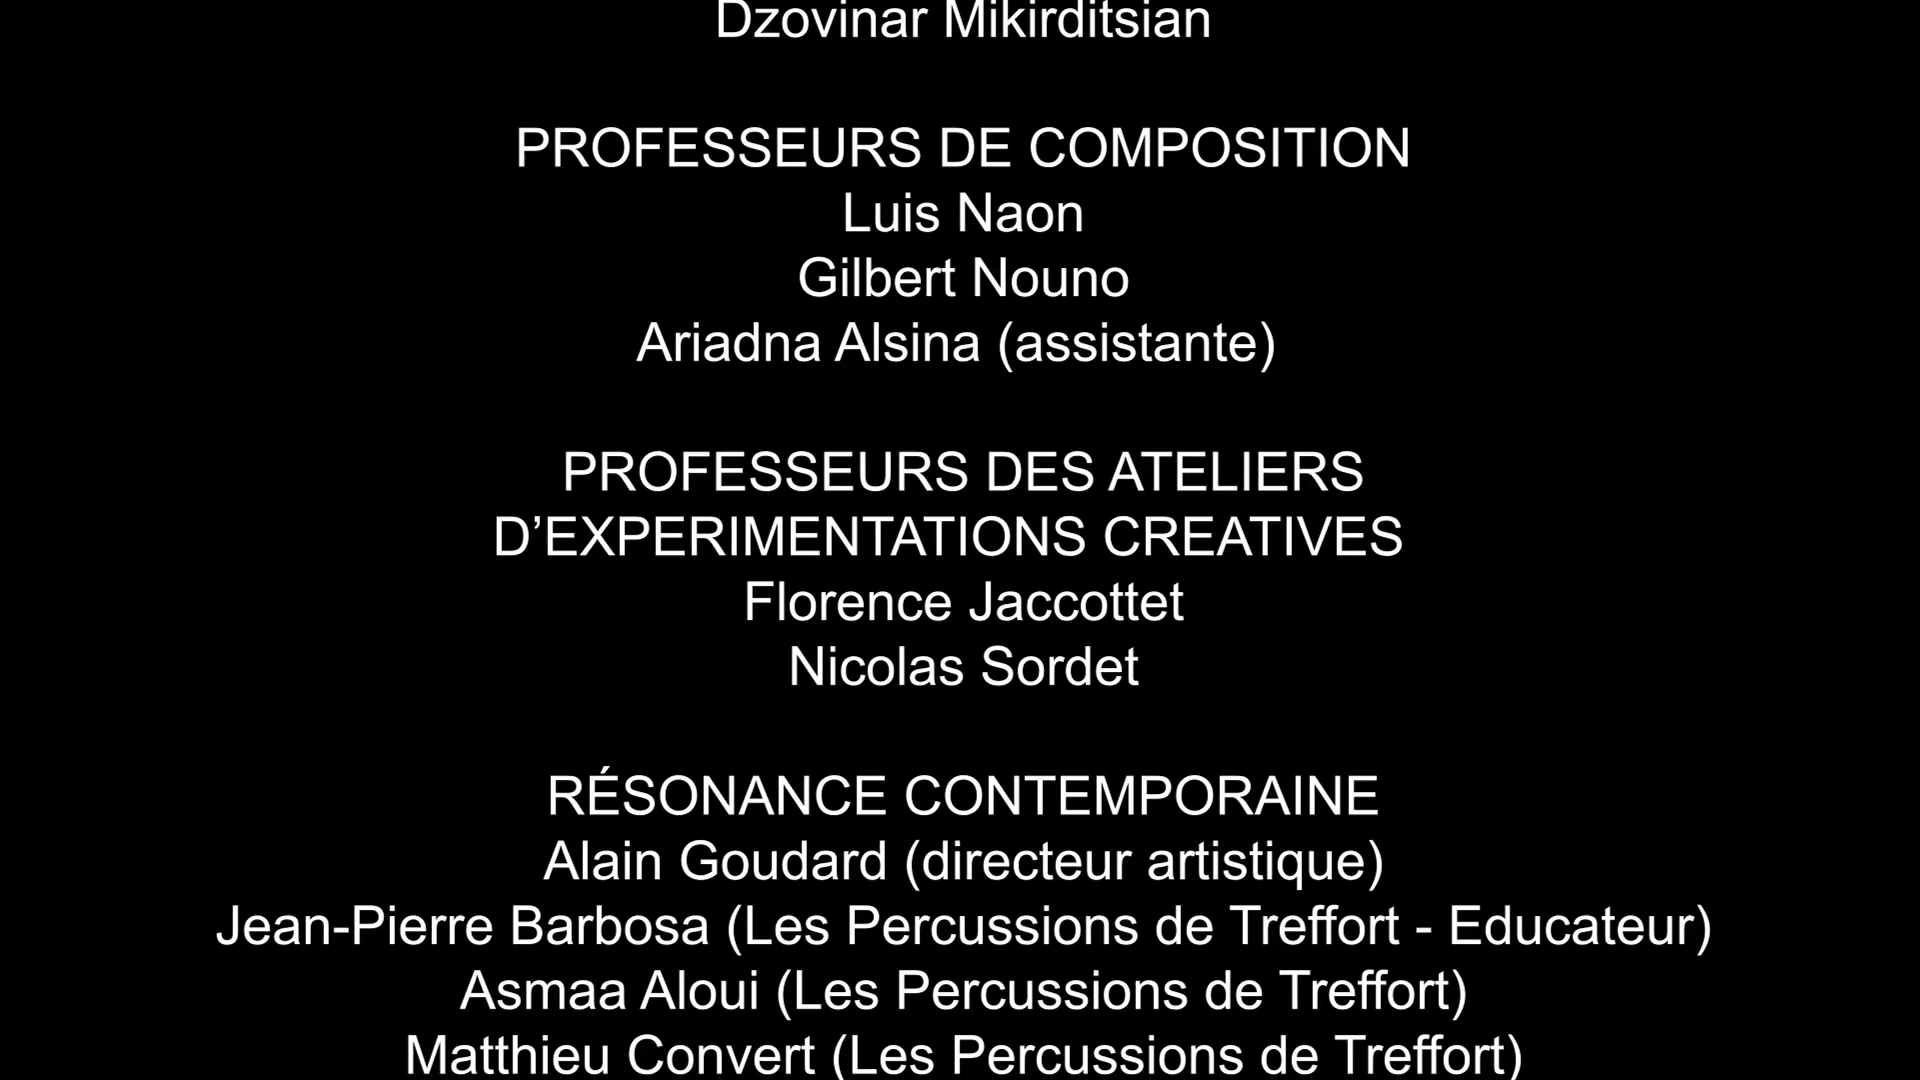 Dzovinar Mikirditsian
PROFESSEURS DE COMPOSITION
Luis Naon
Gilbert Nouno
Ariadna Alsina (assistante)
PROFESSEURS DES ATELIERS
D’EXPERIMENTATIONS CREATIVES
Florence Jaccottet
Nicolas Sordet
RÉSONANCE CONTEMPORAINE
Alain Goudard (directeur artistique)
Jean-Pierre Barbosa (Les Percussions de Treffort - Educateur)
Asmaa Aloui (Les Percussions de Treffort)
Matthieu Convert (Les Percussions de Treffort)